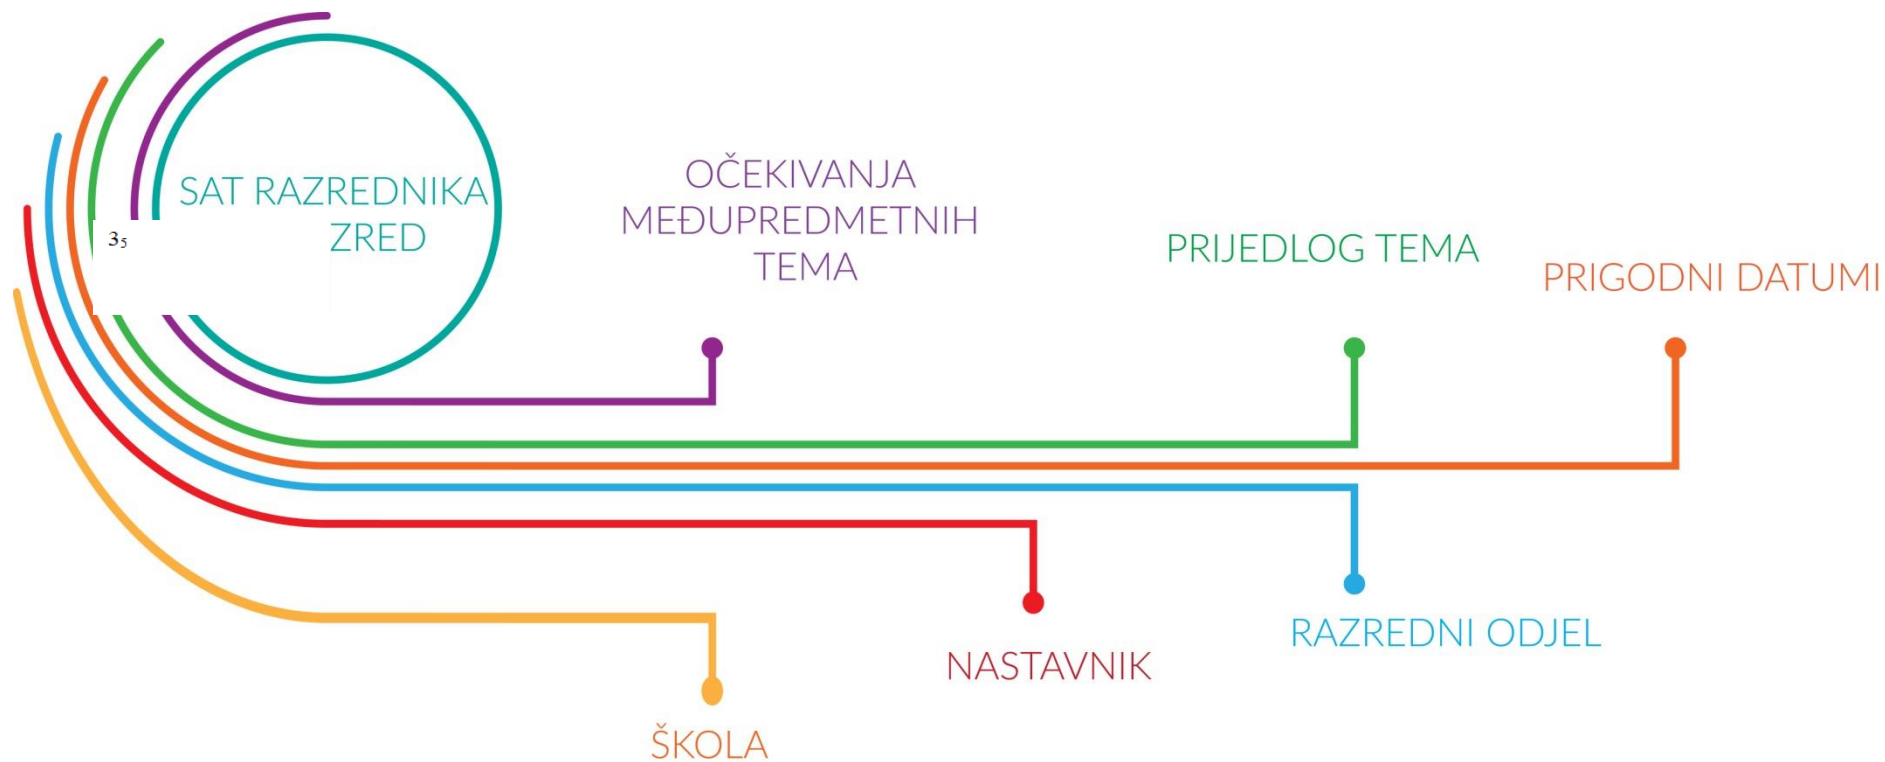 SAT RAZREDNIKA
35
ZRED
OČEKIVANJA
MEĐUPREDMETNIH
TEMA
PRIJEDLOG TEMA
PRIGODNI DATUMI
RAZREDNI ODJEL
NASTAVNIK
ŠKOLA